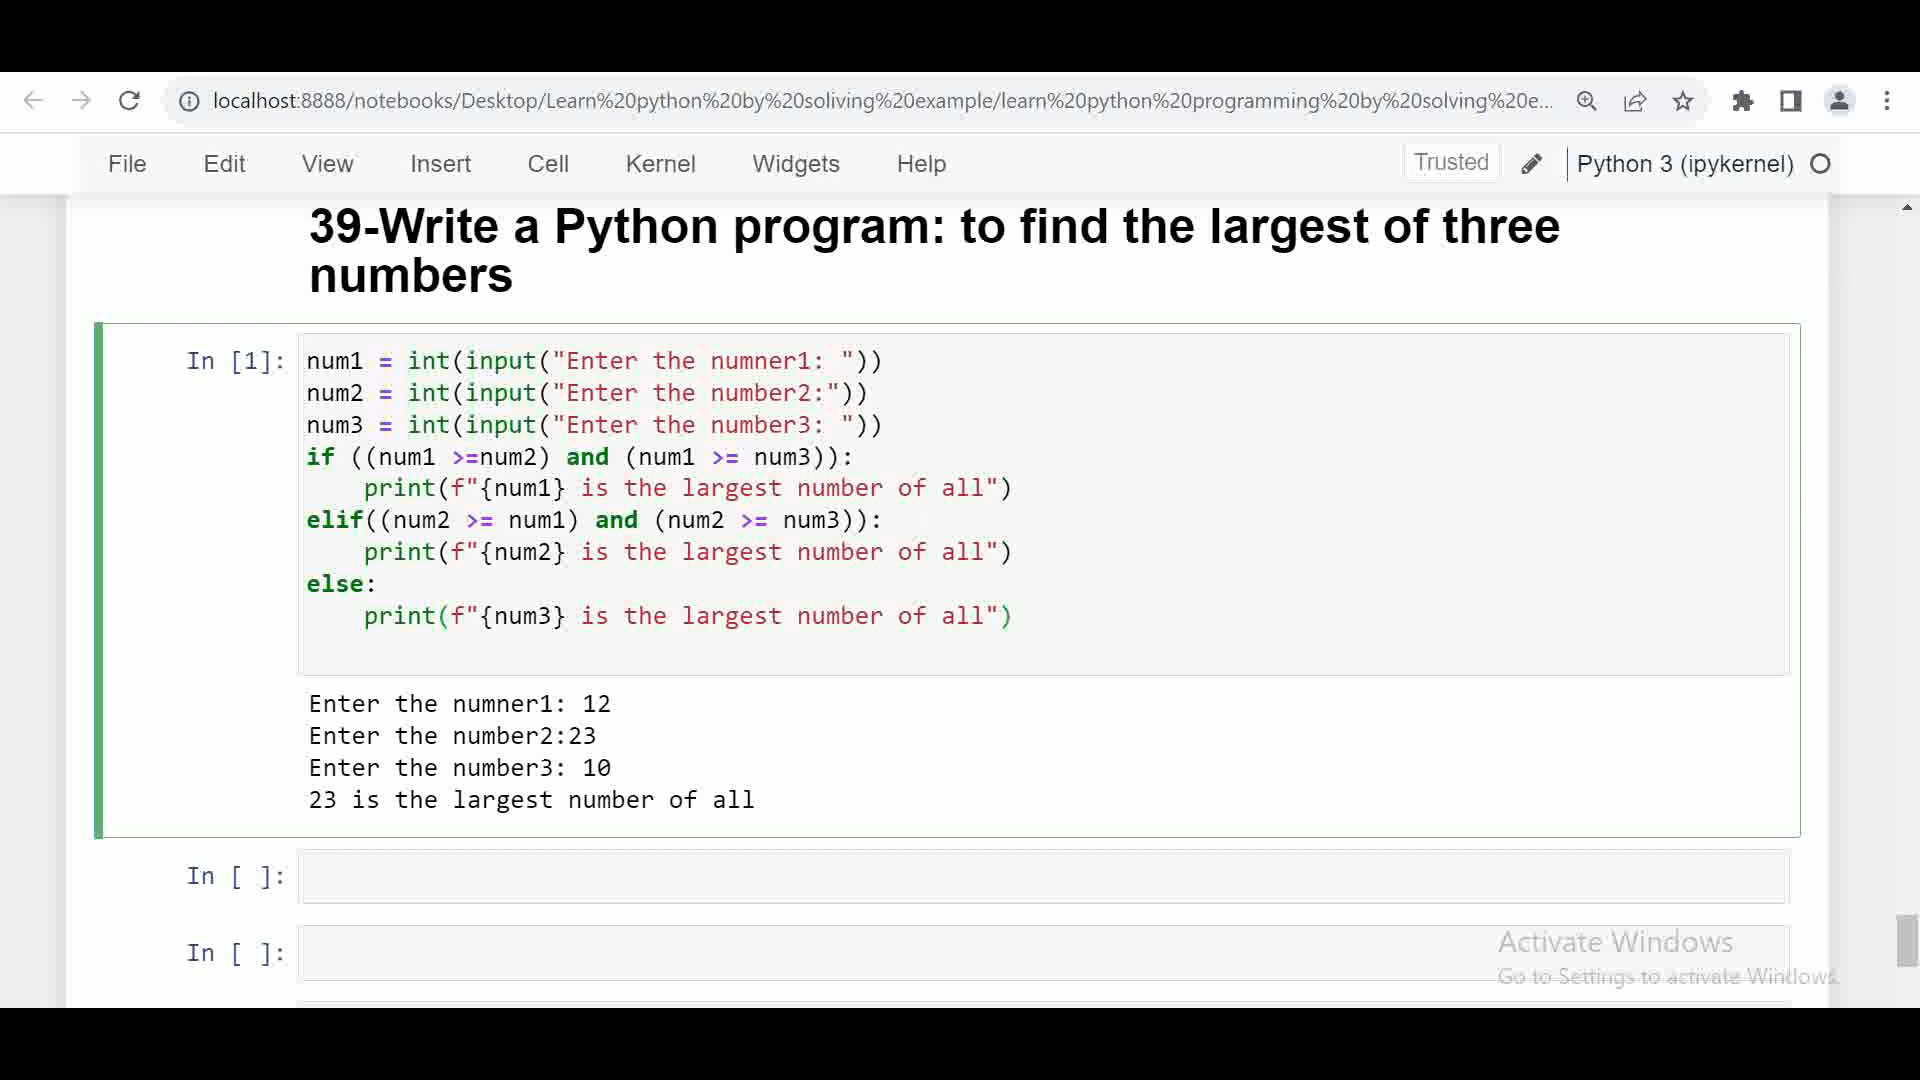 localhost:8888/notebooks/Desktop/Learn%20python%20by%20soliving%20example/learn%20python%20programming%20by%20solving%20e...
File Edit View Insert Cell Kernel Widgets Help Trusted Python 3 (ipykernel)
39-Write a Python program: to find the largest of three
numbers
In [1]: num1 = int(input("Enter the numner1: "))
num2 = int(input("Enter the number2:"))
num3 = int(input("Enter the number3: "))
if ((num1 >=num2) and (num1 >= num3)):
    print(f"{num1} is the largest number of all")
elif((num2 >= num1) and (num2 >= num3)):
    print(f"{num2} is the largest number of all")
else:
    print(f"{num3} is the largest number of all")
Enter the numner1: 12
Enter the number2:23
Enter the number3: 10
23 is the largest number of all
In [ ]:
In [ ]:
Activate Windows
Go to Settings to activate Windows.